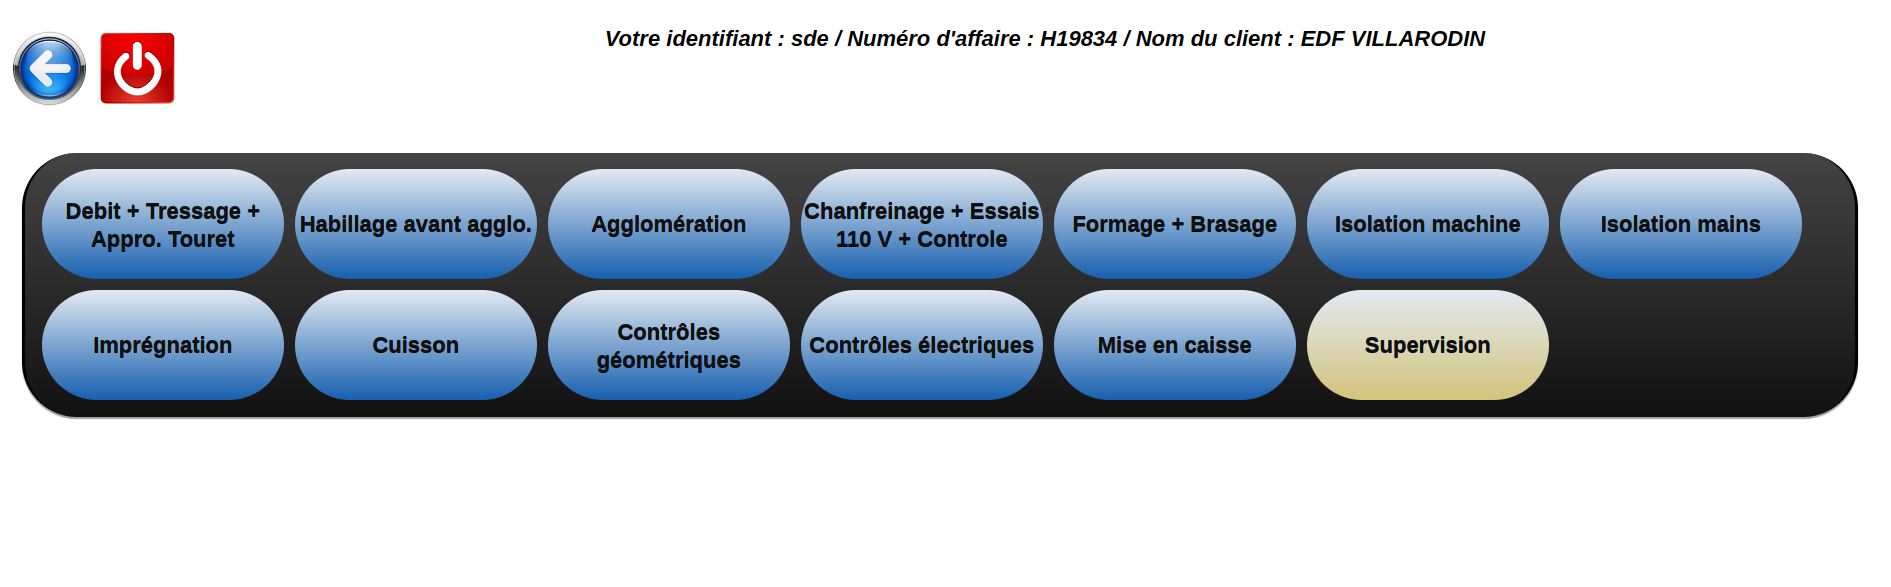 Votre identifiant : sde / Numéro d'affaire : H19834 / Nom du client : EDF VILLARODIN
Debit + Tressage +
Appro. Touret
Habillage avant agglo.
Agglomération
Chanfreinage + Essais
110 V + Controle
Formage + Brasage
Isolation machine
Isolation mains
Imprégnation
Cuisson
Contrôles
géométriques
Contrôles électriques
Mise en caisse
Supervision